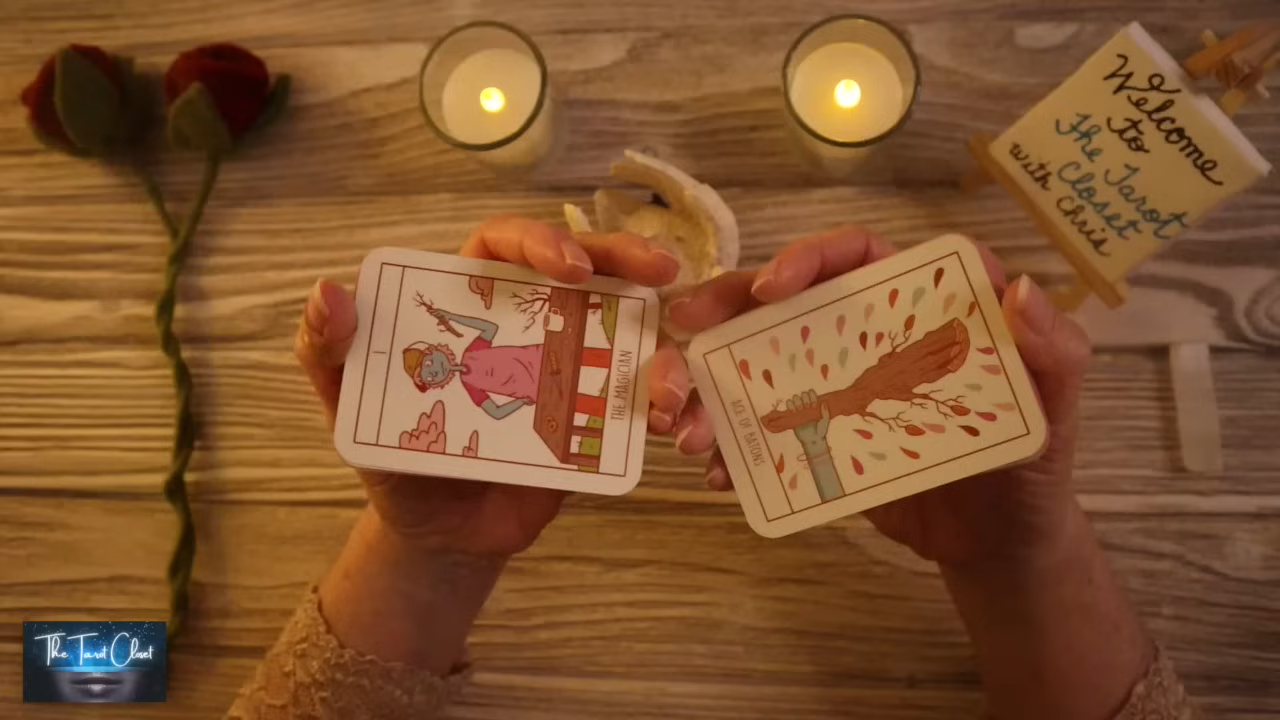 Welcome
to
The Tarot
Closet
with Chris
I
THE MAGICIAN
ACE OF BATONS
The Tarot Closet